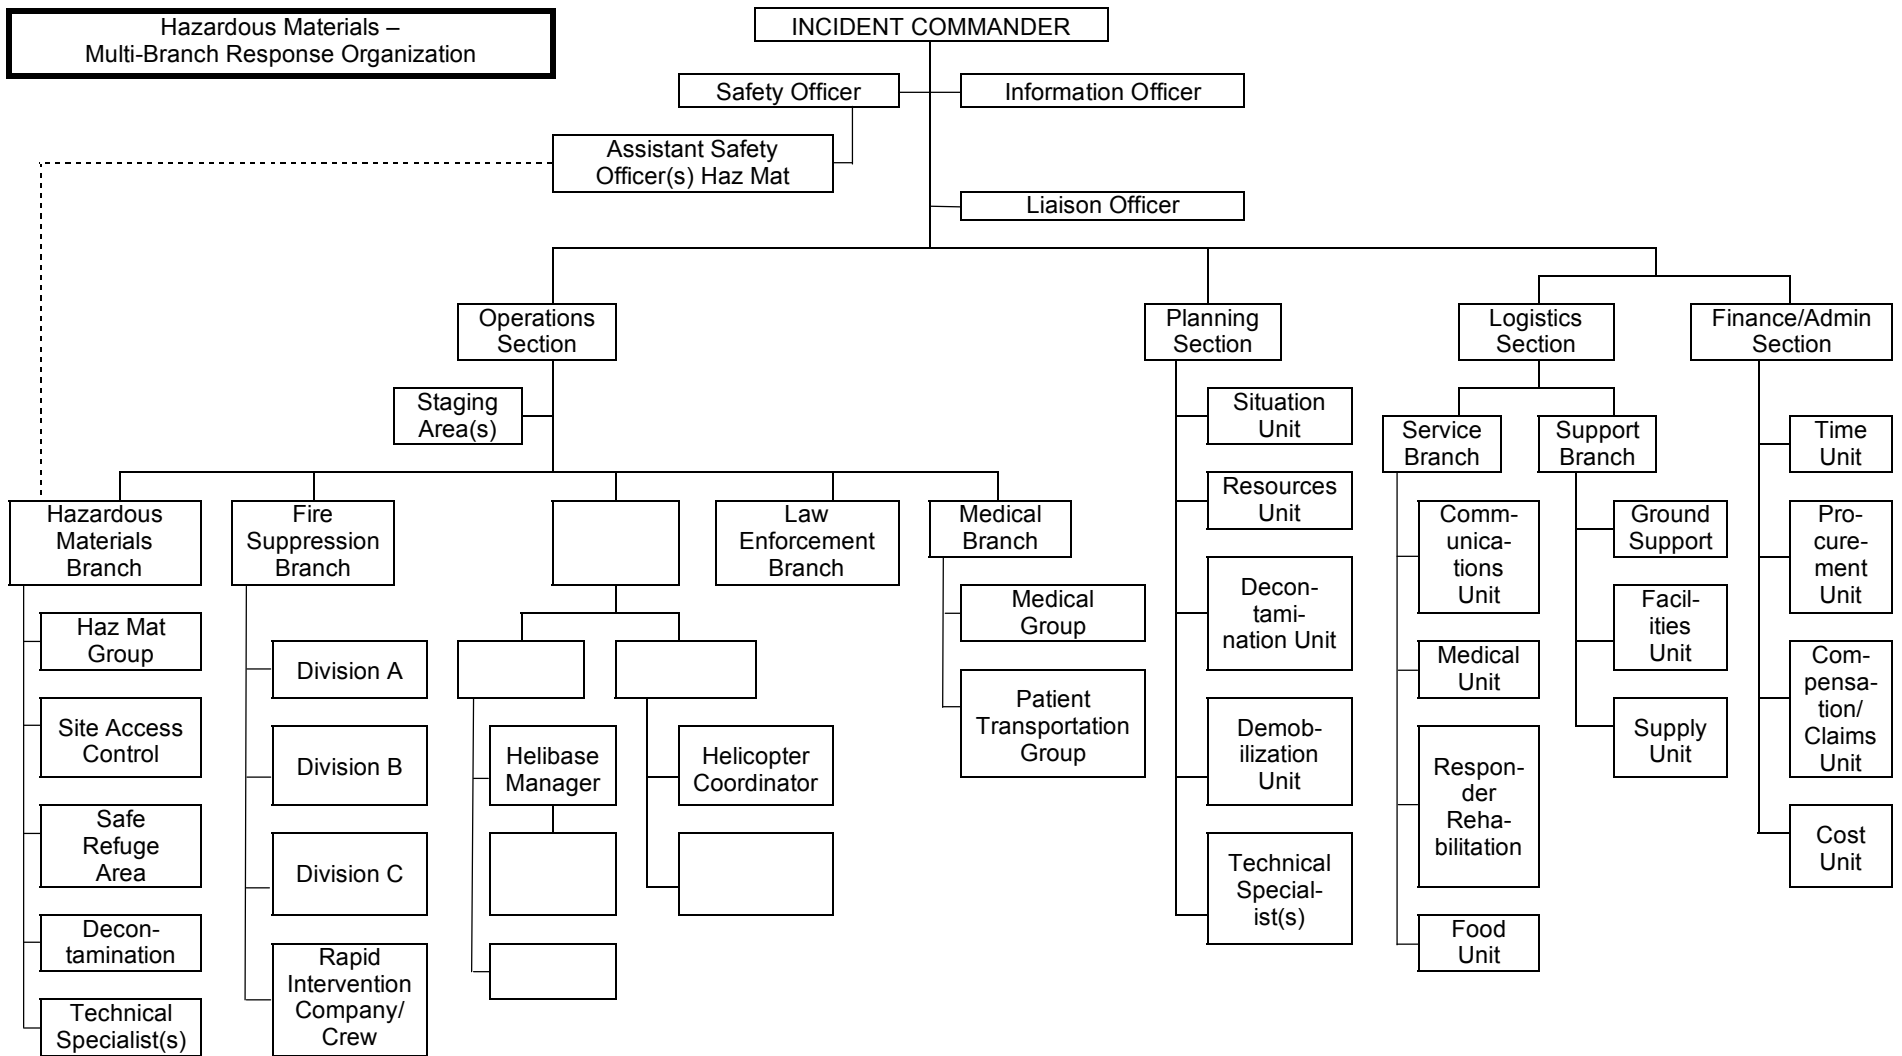 Hazardous Materials –
Multi-Branch Response Organization
INCIDENT COMMANDER
Safety Officer
Information Officer
Assistant Safety
Officer(s) Haz Mat
Liaison Officer
Operations
Section
Planning
Section
Logistics
Section
Finance/Admin
Section
Staging
Area(s)
Hazardous
Materials
Branch
Haz Mat
Group
Site Access
Control
Safe
Refuge
Area
Decon-
tamination
Technical
Specialist(s)
Fire
Suppression
Branch
Division A
Division B
Division C
Rapid
Intervention
Company/
Crew
Helibase
Manager
Helicopter
Coordinator
Law
Enforcement
Branch
Medical
Branch
Medical
Group
Patient
Transportation
Group
Situation
Unit
Resources
Unit
Decon-
tami-
nation Unit
Demob-
ilization
Unit
Technical
Special-
ist(s)
Service
Branch
Comm-
unica-
tions
Unit
Medical
Unit
Respon-
der
Reha-
bilitation
Food
Unit
Support
Branch
Ground
Support
Facil-
ities
Unit
Supply
Unit
Time
Unit
Pro-
cure-
ment
Unit
Com-
pensa-
tion/
Claims
Unit
Cost
Unit